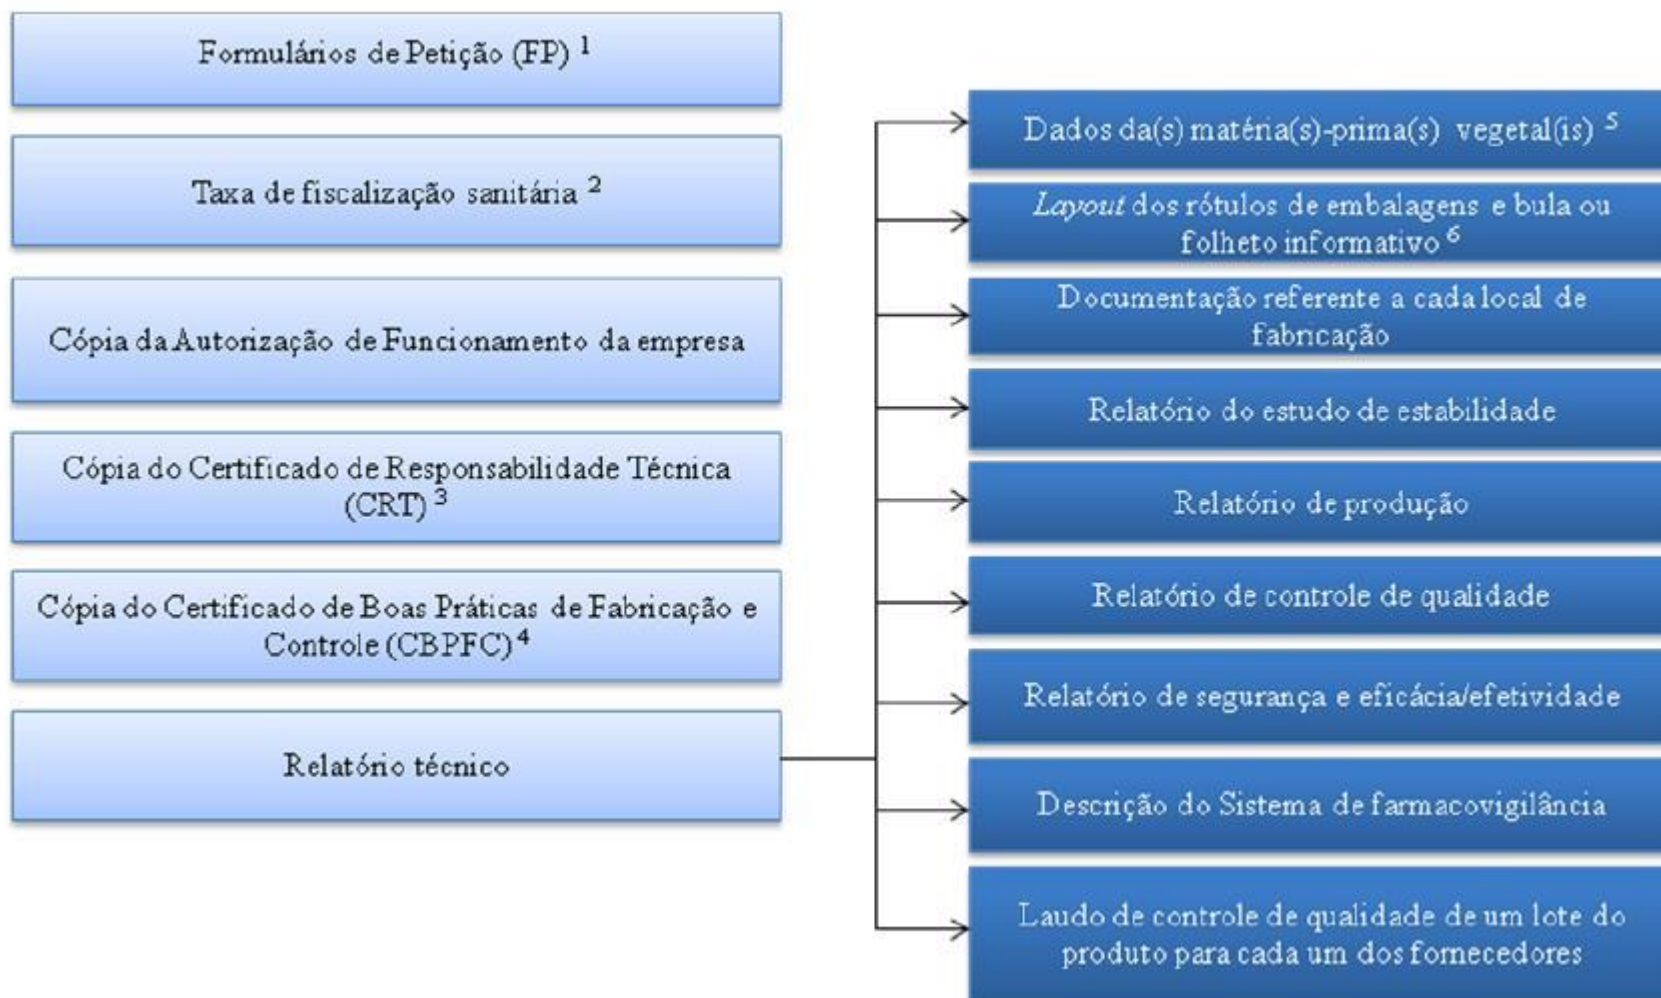 Formulários de Petição (FP) ¹
Taxa de fiscalização sanitária ²
Cópia da Autorização de Funcionamento da empresa
Cópia do Certificado de Responsabilidade Técnica
(CRT) ³
Cópia do Certificado de Boas Práticas de Fabricação e
Controle (CBPFC) ⁴
Relatório técnico
Dados da(s) matéria(s)-prima(s) vegetal(is) ⁵
Layout dos rótulos de embalagens e bula ou
folheto informativo ⁶
Documentação referente a cada local de
fabricação
Relatório do estudo de estabilidade
Relatório de produção
Relatório de controle de qualidade
Relatório de segurança e eficácia/efetividade
Descrição do Sistema de farmacovigilância
Laudo de controle de qualidade de um lote do
produto para cada um dos fornecedores